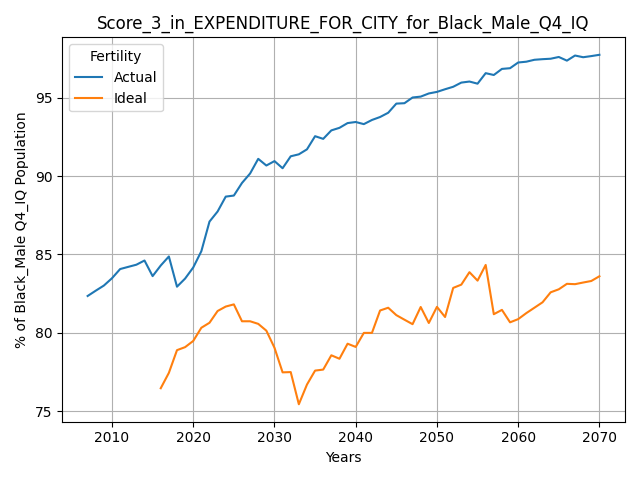 Score_3_in_EXPENDITURE_FOR_CITY_for_Black_Male_Q4_IQ
Fertility
Actual
Ideal
95
90
85
80
75
% of Black_Male Q4_IQ Population
2010 2020 2030 2040 2050 2060 2070
Years